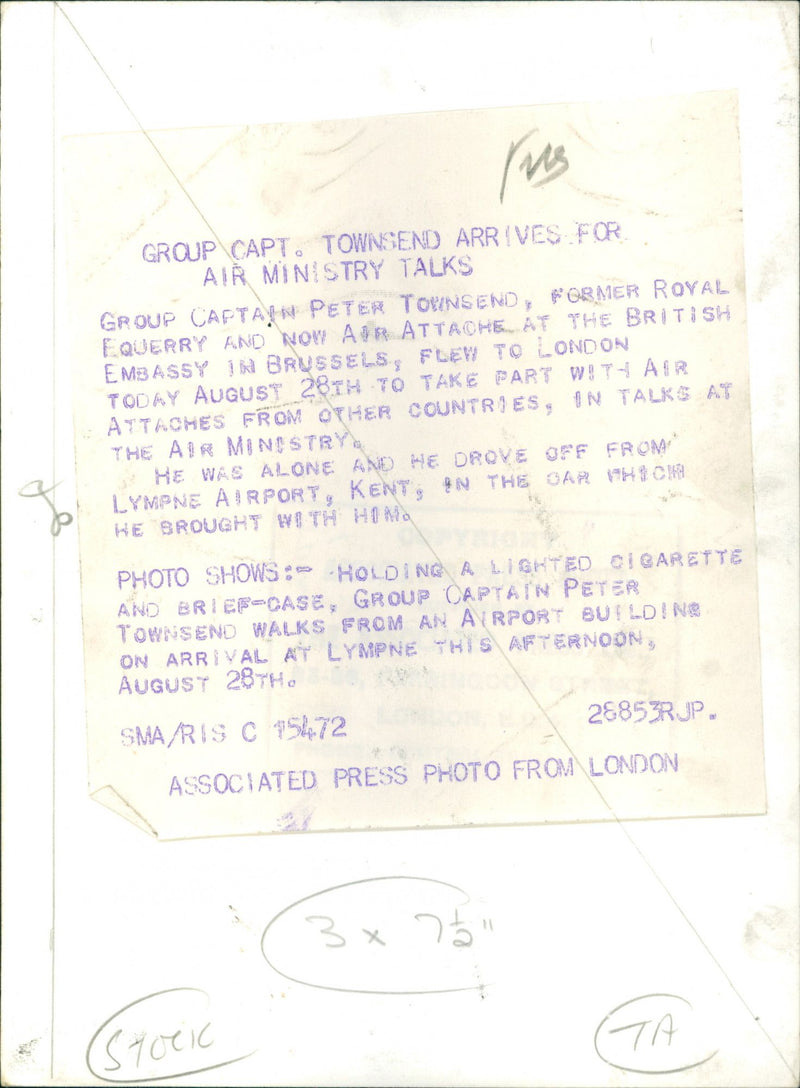 GROUP CAPT. TOWNSEND ARRIVES FOR
AIR MINISTRY TALKS
GROUP CAPTAIN PETER TOWNSEND, FORMER ROYAL
EQUERRY AND NOW AIR ATTACHE AT THE BRITISH
EMBASSY IN BRUSSELS, FLEW TO LONDON
TODAY AUGUST 28TH TO TAKE PART WITH AIR
ATTACHES FROM OTHER COUNTRIES, IN TALKS AT
THE AIR MINISTRY.
HE WAS ALONE AND HE DROVE OFF FROM
LYMPNE AIRPORT, KENT, IN THE CAR WHICH
HE BROUGHT WITH HIM.
COPYRIGHT
PHOTO SHOWS:- HOLDING A LIGHTED CIGARETTE
AND BRIEF-CASE, GROUP CAPTAIN PETER
TOWNSEND WALKS FROM AN AIRPORT BUILDING
ON ARRIVAL AT LYMPNE THIS AFTERNOON,
AUGUST 28TH.
LONDON, E.C.
SMA/RIS C 15472 28853RJP.
ASSOCIATED PRESS PHOTO FROM LONDON
3 x 7½"
STOCK
TA